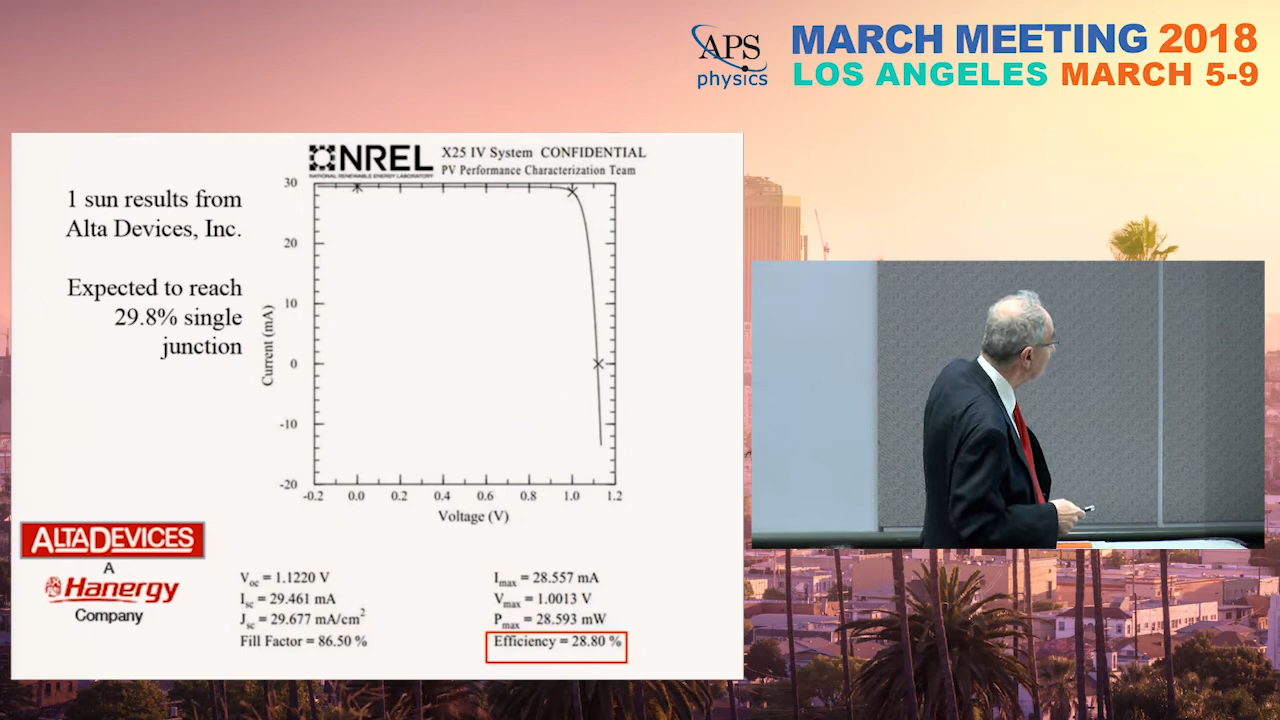 APS
physics
MARCH MEETING 2018
LOS ANGELES MARCH 5-9
NREL
NATIONAL RENEWABLE ENERGY LABORATORY
X25 IV System CONFIDENTIAL
PV Performance Characterization Team
1 sun results from
Alta Devices, Inc.
Expected to reach
29.8% single
junction
Current (mA)
30
20
10
0
-10
-20
-0.2 0.0 0.2 0.4 0.6 0.8 1.0 1.2
Voltage (V)
ALTADEVICES
A
Hanergy
Company
Voc = 1.1220 V
Isc = 29.461 mA
Jsc = 29.677 mA/cm2
Fill Factor = 86.50 %
Imax = 28.557 mA
Vmax = 1.0013 V
Pmax = 28.593 mW
Efficiency = 28.80 %